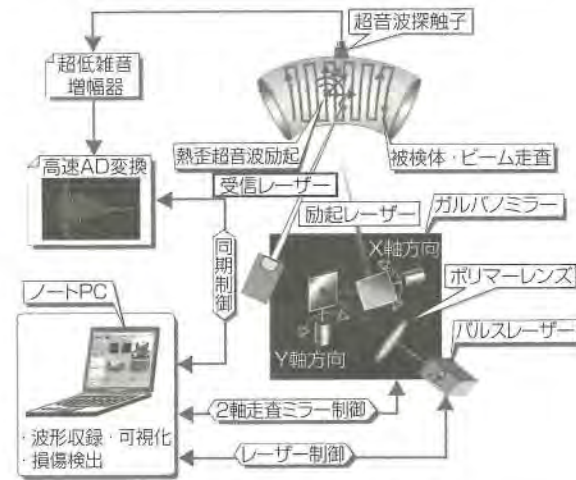 超音波探触子
超低雑音
増幅器
熱歪超音波励起
被検体・ビーム走査
高速AD変換
受信レーザー
励起レーザー
ガルバノミラー
X軸方向
同期制御
ポリマーレンズ
ノートPC
Y軸方向
パルスレーザー
2軸走査ミラー制御
・波形収録・可視化
・損傷検出
レーザー制御